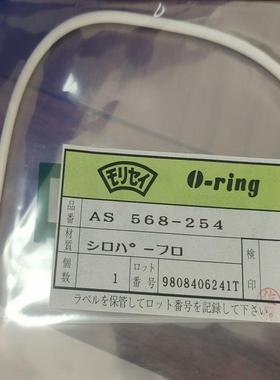 モリセイ O-ring
品番 AS 568-254
材質 シロパーフロ 検印
個数 1 ロット番号 9808406241T
ラベルを保管してロット番号を記録して下さい。